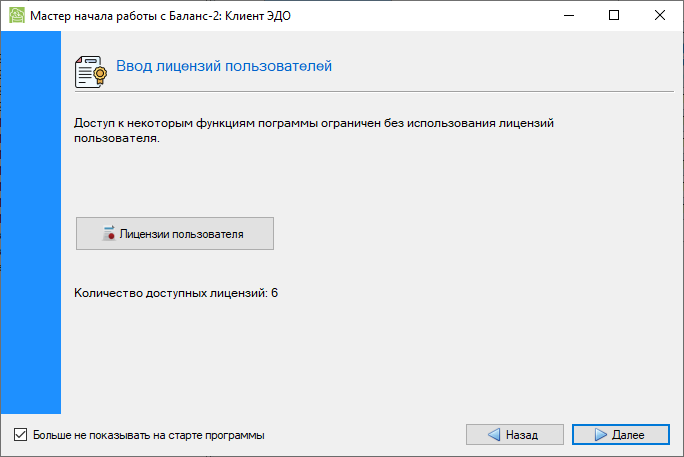 Мастер начала работы с Баланс-2: Клиент ЭДО
Ввод лицензий пользователей
Доступ к некоторым функциям пограммы ограничен без использования лицензий
пользователя.
Лицензии пользователя
Количество доступных лицензий: 6
Больше не показывать на старте программы
Назад
Далее